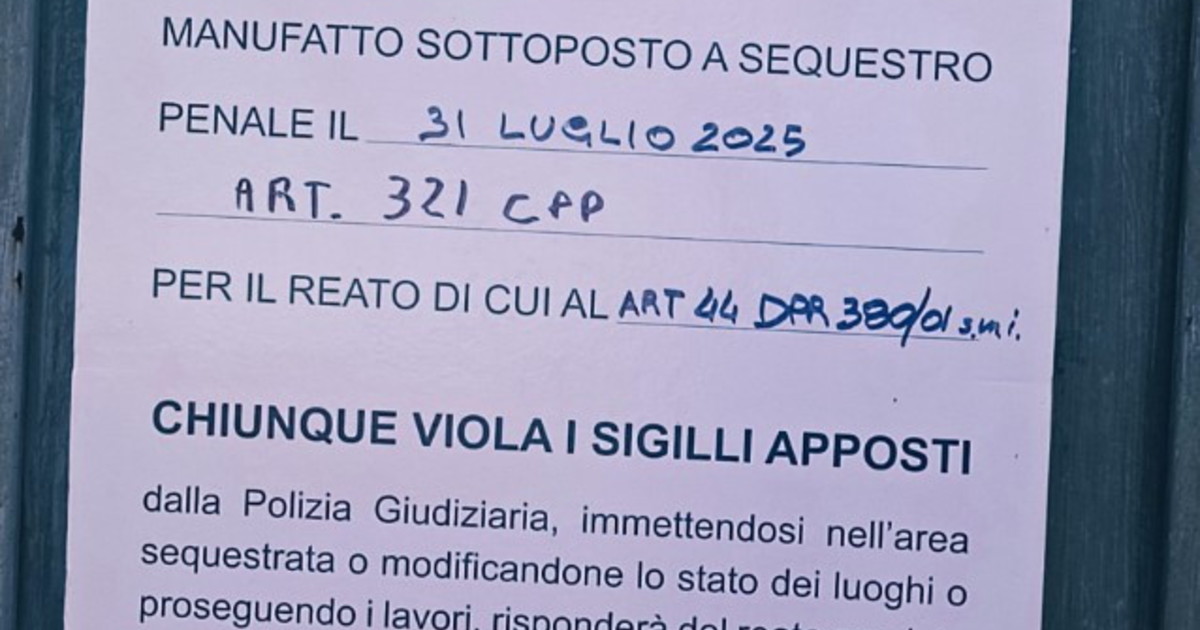 MANUFATTO SOTTOPOSTO A SEQUESTRO
PENALE IL 31 LUGLIO 2025
ART. 321 CPP
PER IL REATO DI CUI AL ART 44 DPR 380/01 s.m.i.
CHIUNQUE VIOLA I SIGILLI APPOSTI
dalla Polizia Giudiziaria, immettendosi nell'area
sequestrata o modificandone lo stato dei luoghi o
proseguendo i lavori, risponderà del